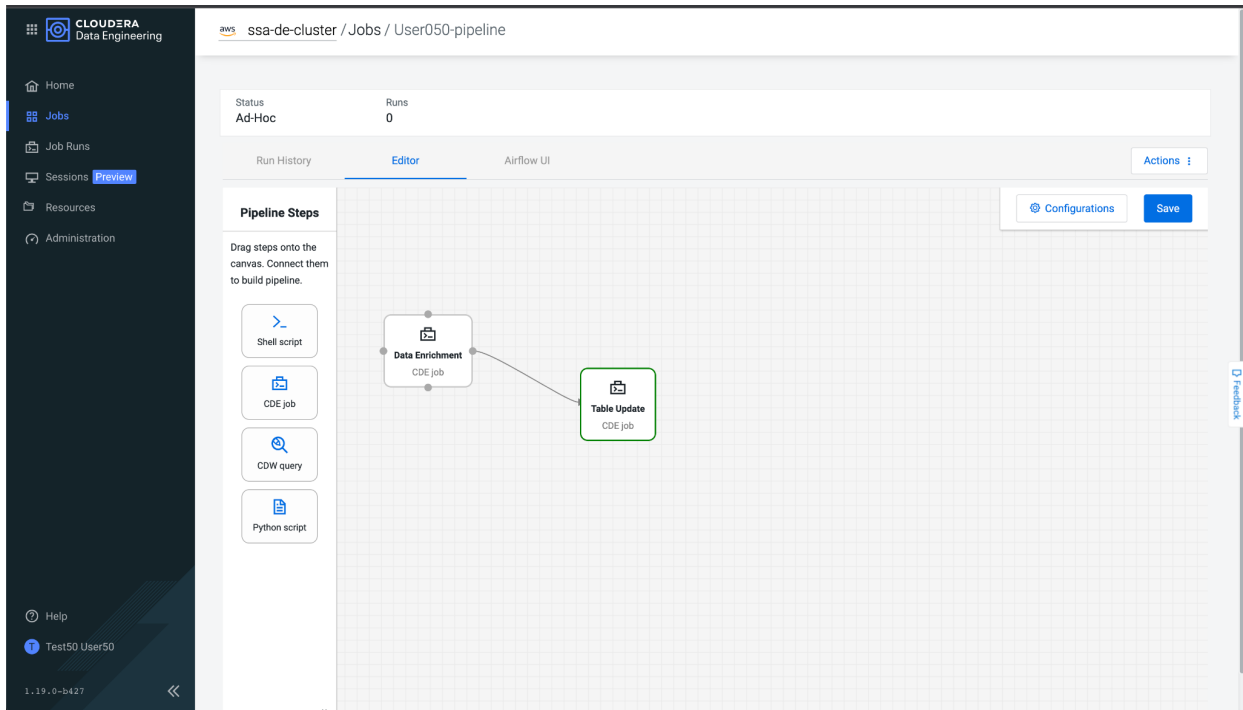 CLOUDERA
Data Engineering
aws ssa-de-cluster / Jobs / User050-pipeline
Home
Jobs
Job Runs
Sessions Preview
Resources
Administration
Status
Ad-Hoc
Runs
0
Run History
Editor
Airflow UI
Actions
Pipeline Steps
Drag steps onto the
canvas. Connect them
to build pipeline.
Shell script
CDE job
CDW query
Python script
Configurations
Save
Data Enrichment
CDE job
Table Update
CDE job
Feedback
Help
T Test50 User50
1.19.0-b427